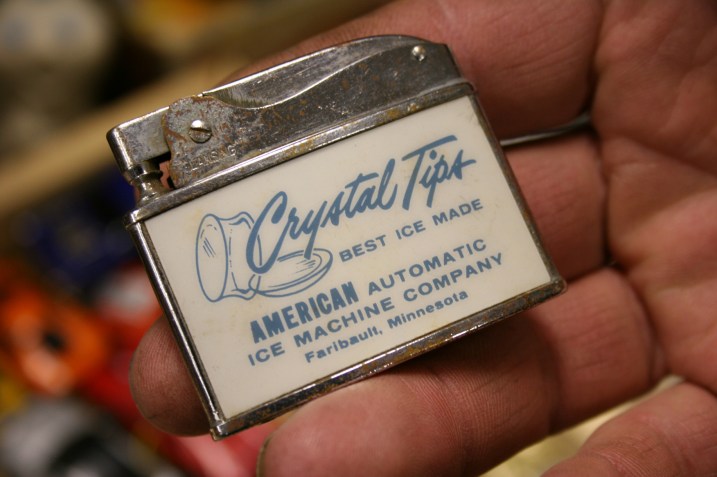 Crystal Tips
BEST ICE MADE
AMERICAN AUTOMATIC
ICE MACHINE COMPANY
Faribault, Minnesota